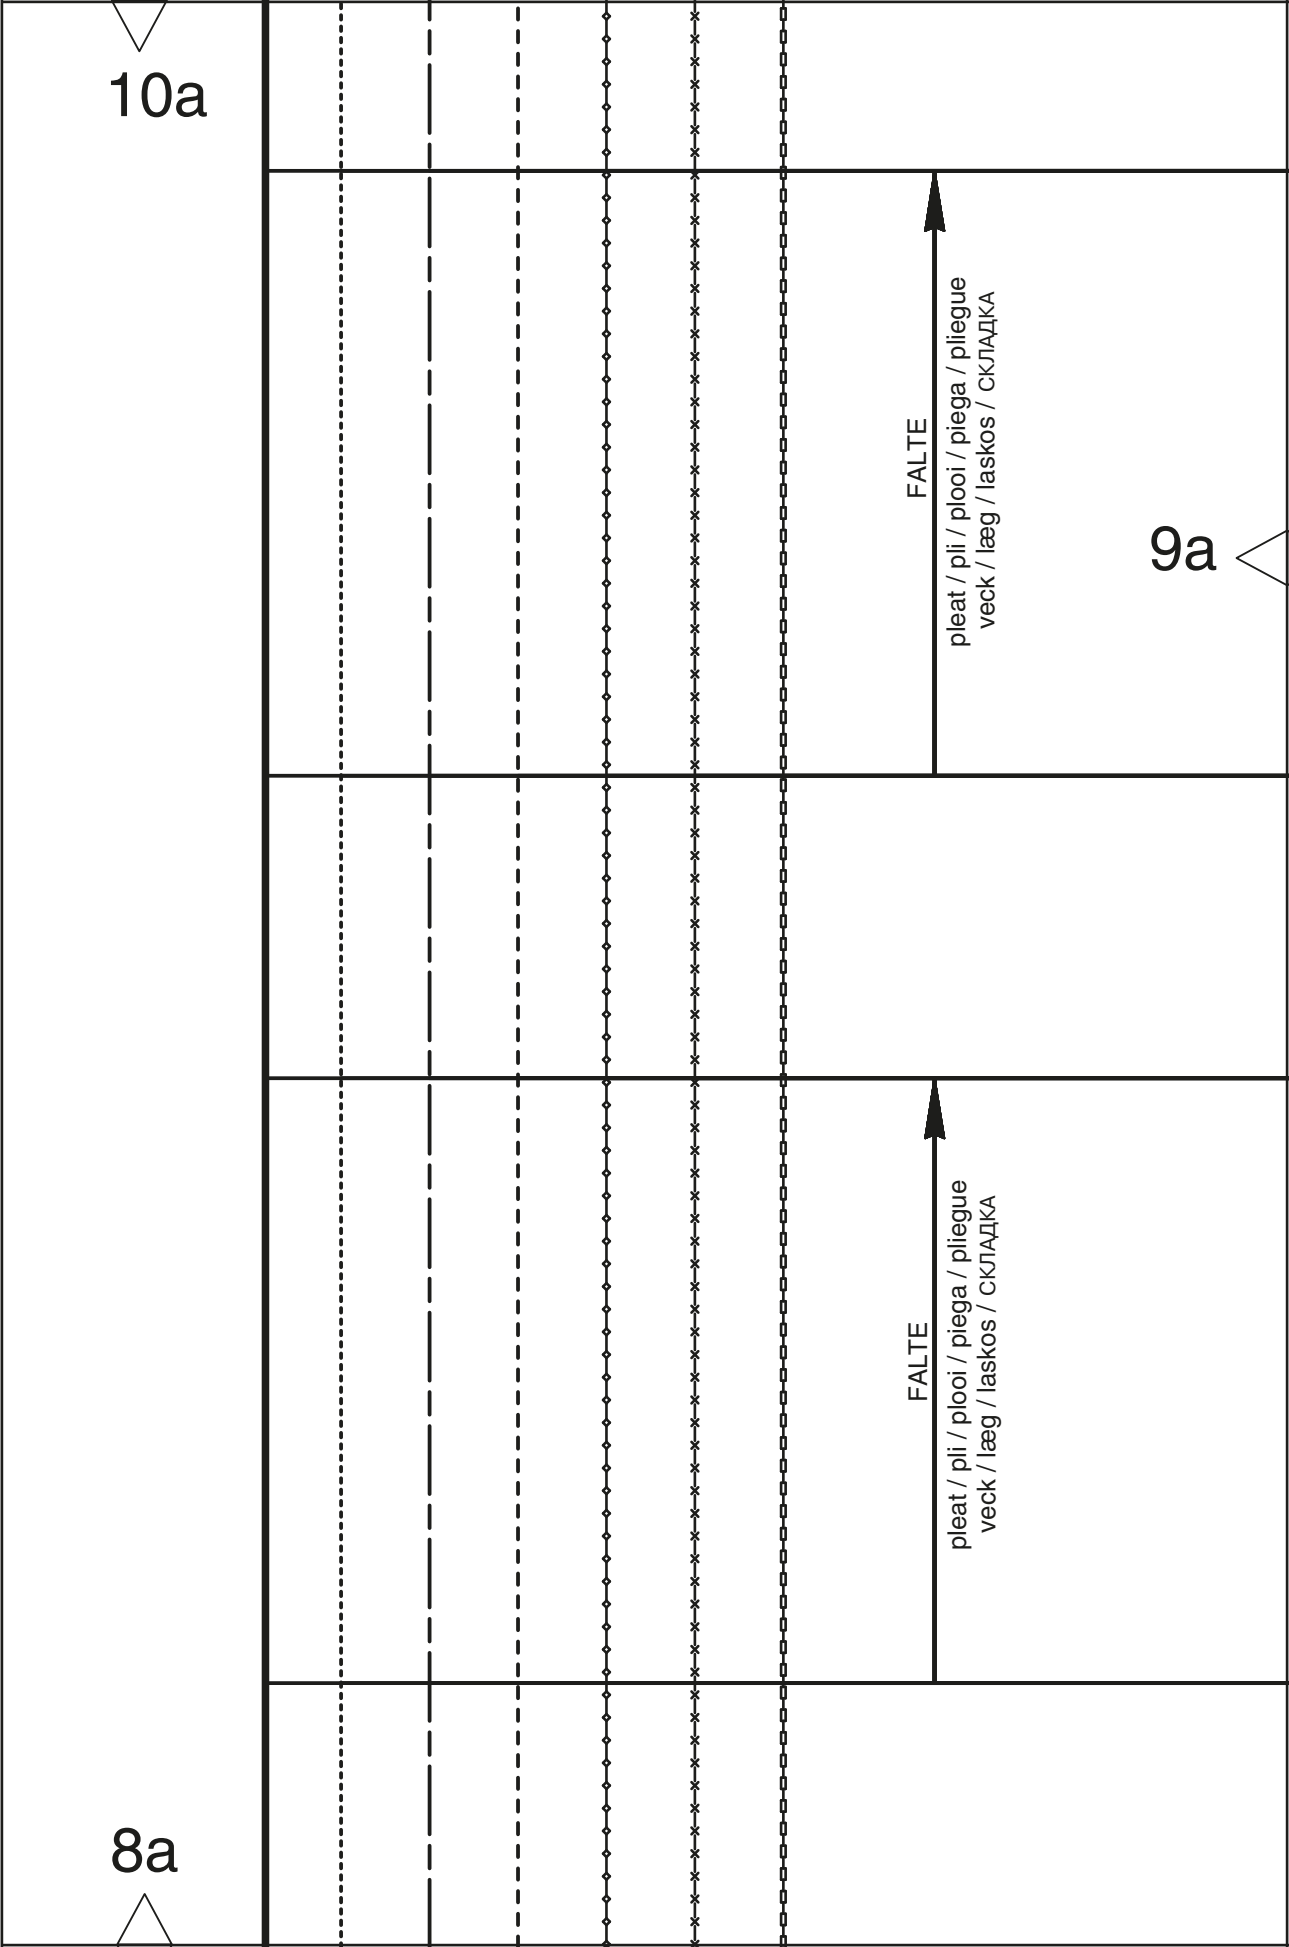 10a
FALTE
pleat / pli / plooi / piega / pliegue
veck / læg / laskos / СКЛАДКА
9a
FALTE
pleat / pli / plooi / piega / pliegue
veck / læg / laskos / СКЛАДКА
8a